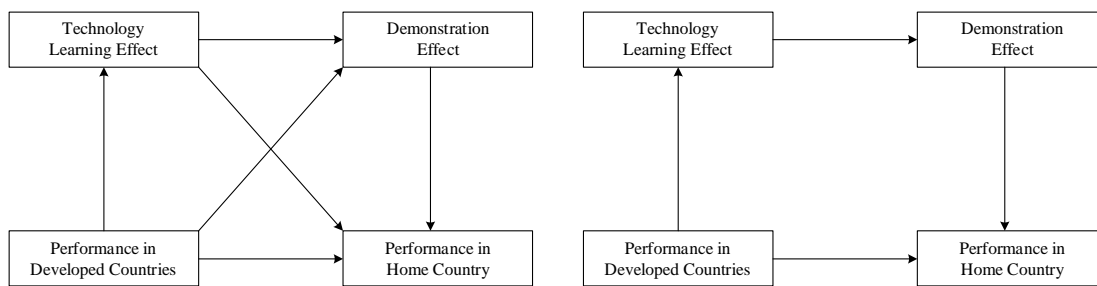 Technology
Learning Effect
Demonstration
Effect
Performance in
Developed Countries
Performance in
Home Country
Technology
Learning Effect
Demonstration
Effect
Performance in
Developed Countries
Performance in
Home Country